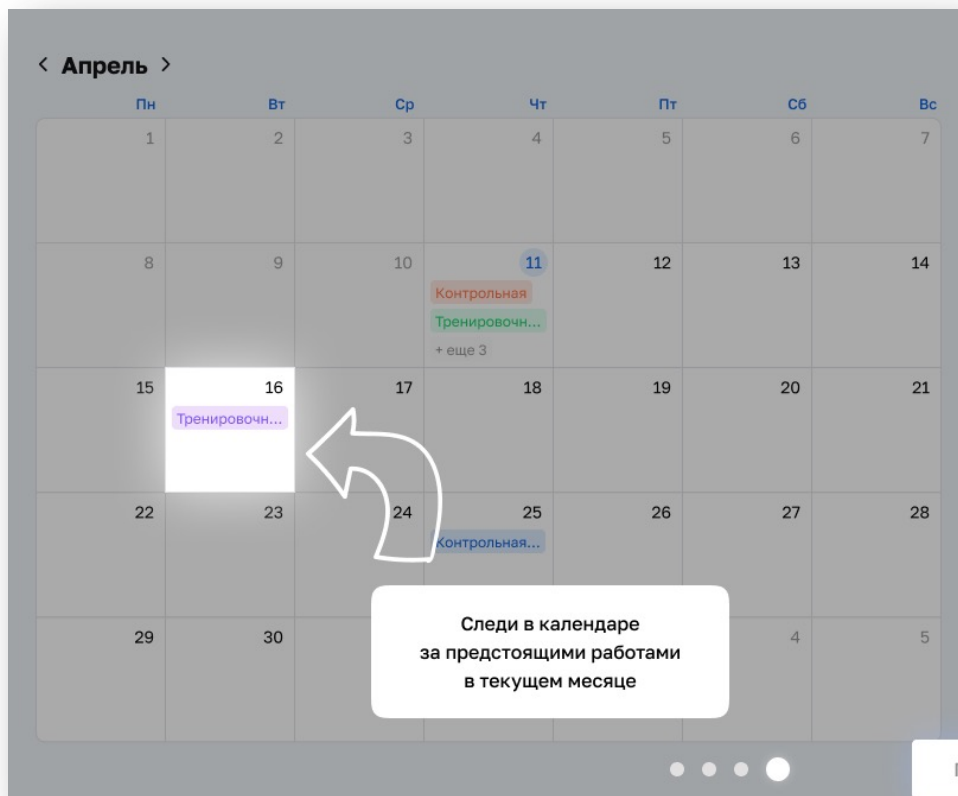 < Апрель >
Пн Вт Ср Чт Пт Сб Вс
1 2 3 4 5 6 7
8 9 10 11 12 13 14
Контрольная
Тренировочн...
+ еще 3
15 16 17 18 19 20 21
Тренировочн...
22 23 24 25 26 27 28
Контрольная...
29 30 4 5
Следи в календаре
за предстоящими работами
в текущем месяце